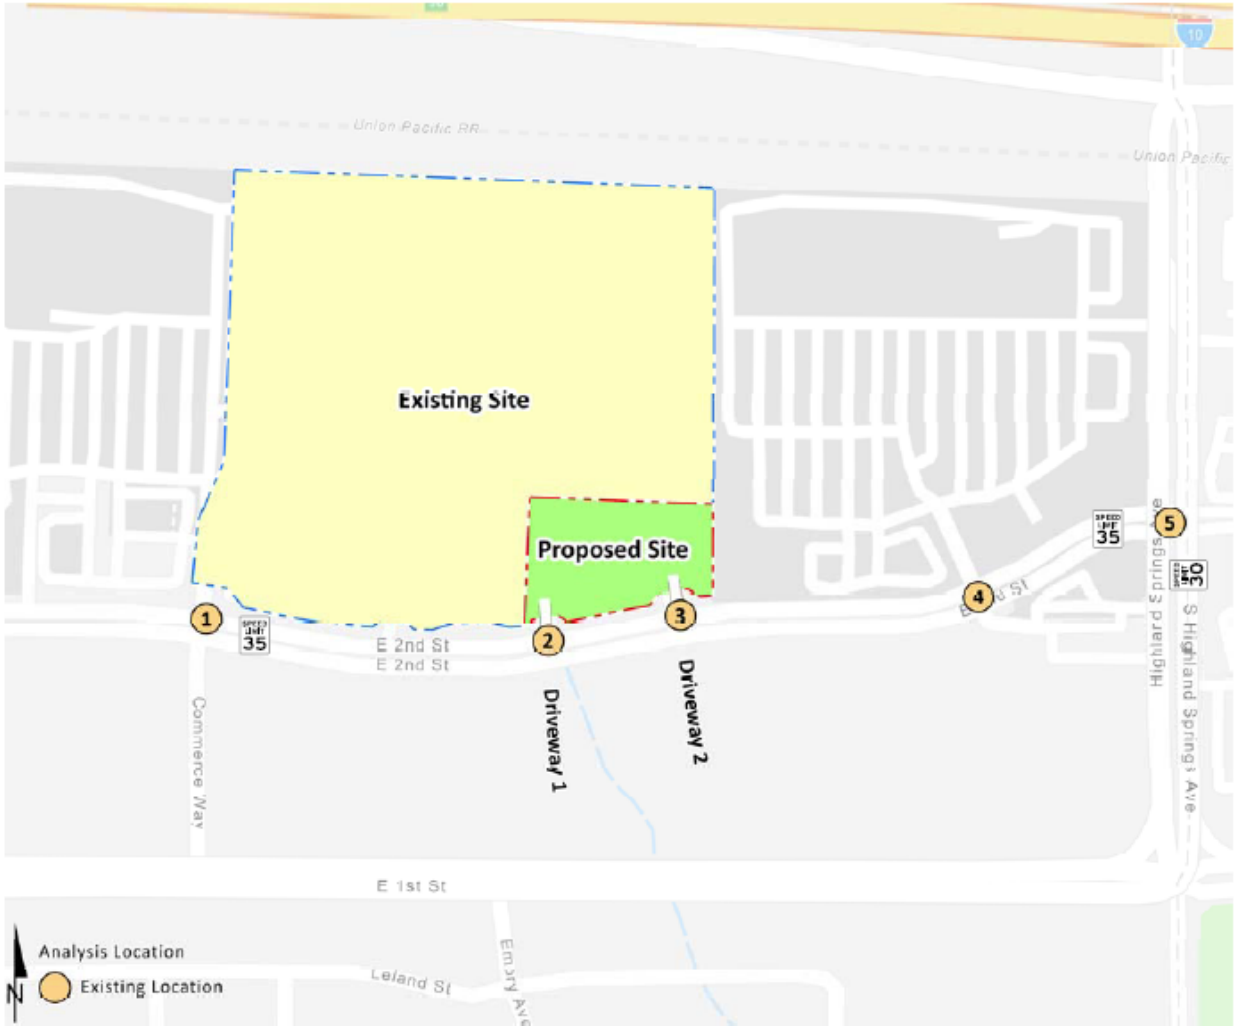 10
Union Pacific RR
Union Pacific
Existing Site
Proposed Site
SPEED
LIMIT
35
5
SPEED
LIMIT
30
4
3
1
SPEED
LIMIT
35
2
E 2nd St
E 2nd St
Highland Springs Ave
S Highland Springs Ave
Driveway 1
Driveway 2
Commerce Way
E 1st St
Emory Ave
Leland St
N
Analysis Location
Existing Location